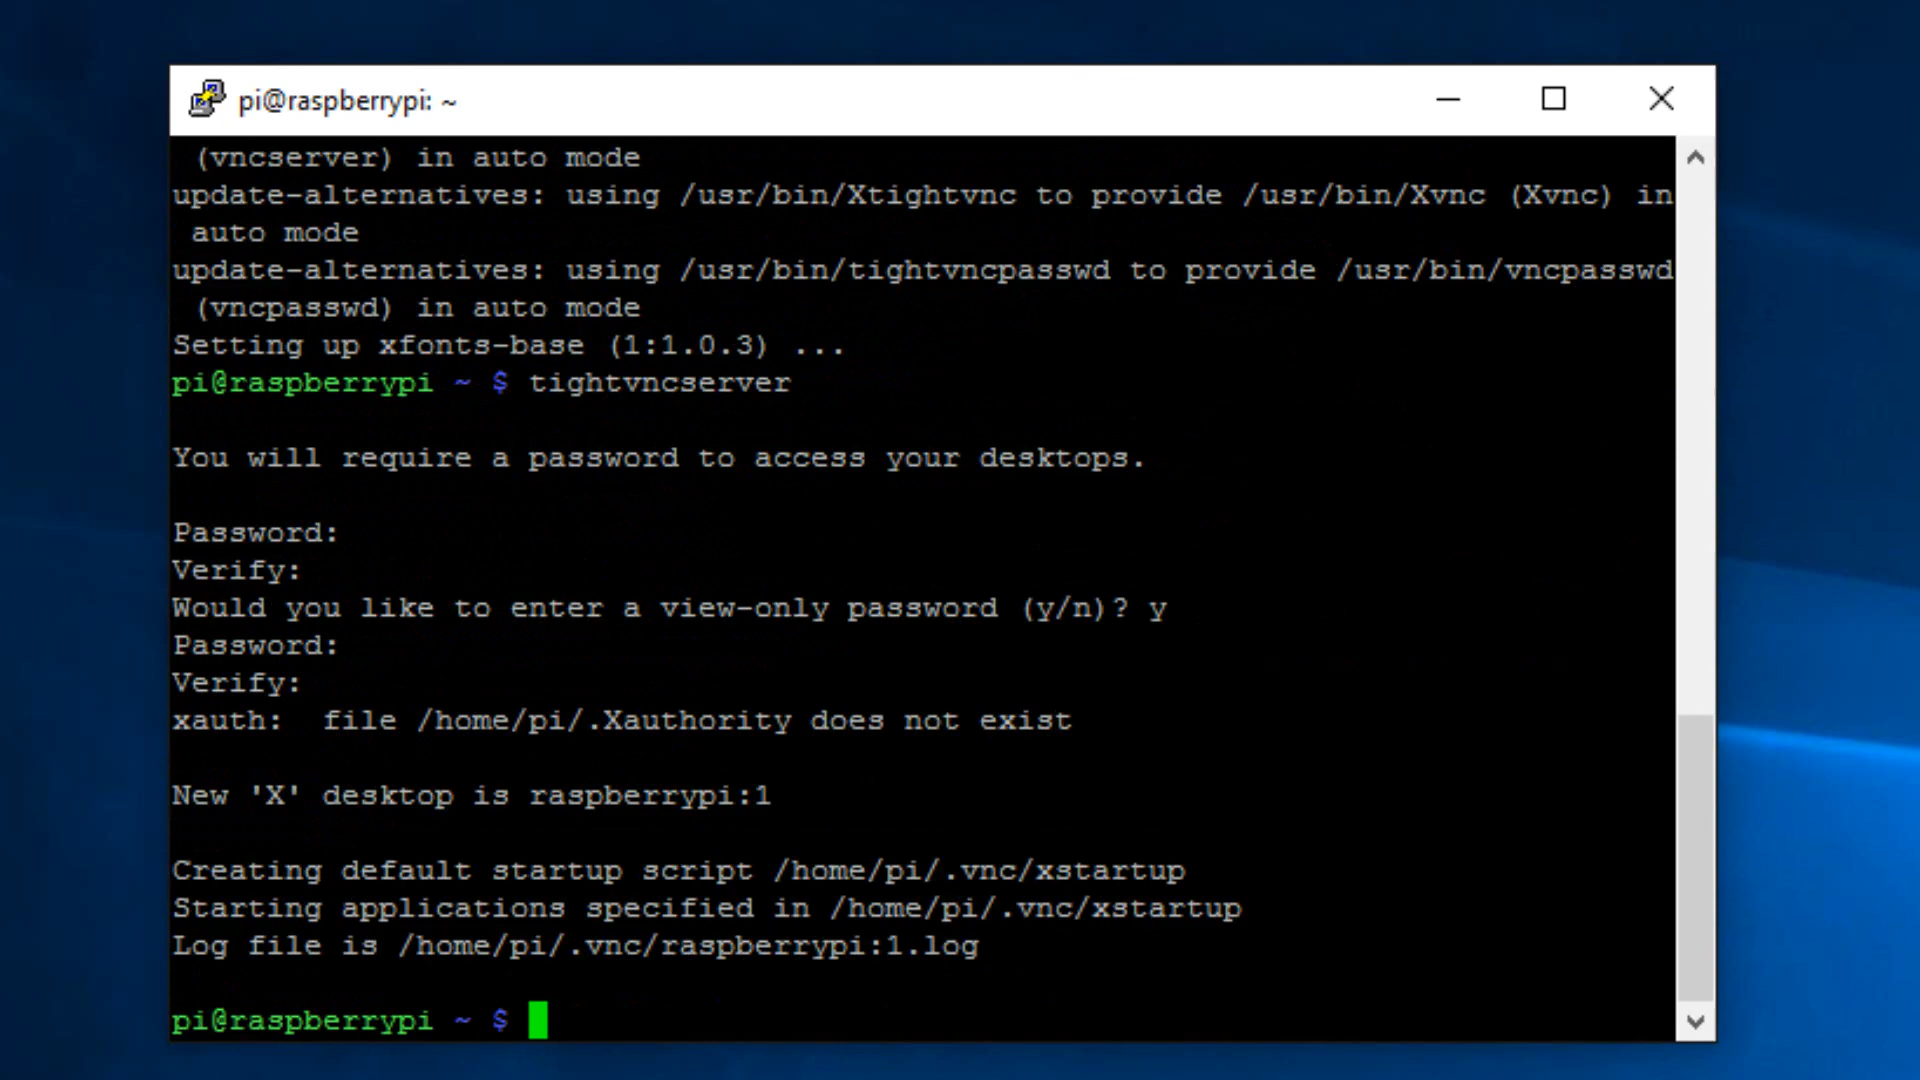 pi@raspberrypi: ~
(vncserver) in auto mode
update-alternatives: using /usr/bin/Xtightvnc to provide /usr/bin/Xvnc (Xvnc) in
auto mode
update-alternatives: using /usr/bin/tightvncpasswd to provide /usr/bin/vncpasswd
(vncpasswd) in auto mode
Setting up xfonts-base (1:1.0.3) ...
pi@raspberrypi ~ $ tightvncserver
You will require a password to access your desktops.
Password:
Verify:
Would you like to enter a view-only password (y/n)? y
Password:
Verify:
xauth:  file /home/pi/.Xauthority does not exist
New 'X' desktop is raspberrypi:1
Creating default startup script /home/pi/.vnc/xstartup
Starting applications specified in /home/pi/.vnc/xstartup
Log file is /home/pi/.vnc/raspberrypi:1.log
pi@raspberrypi ~ $